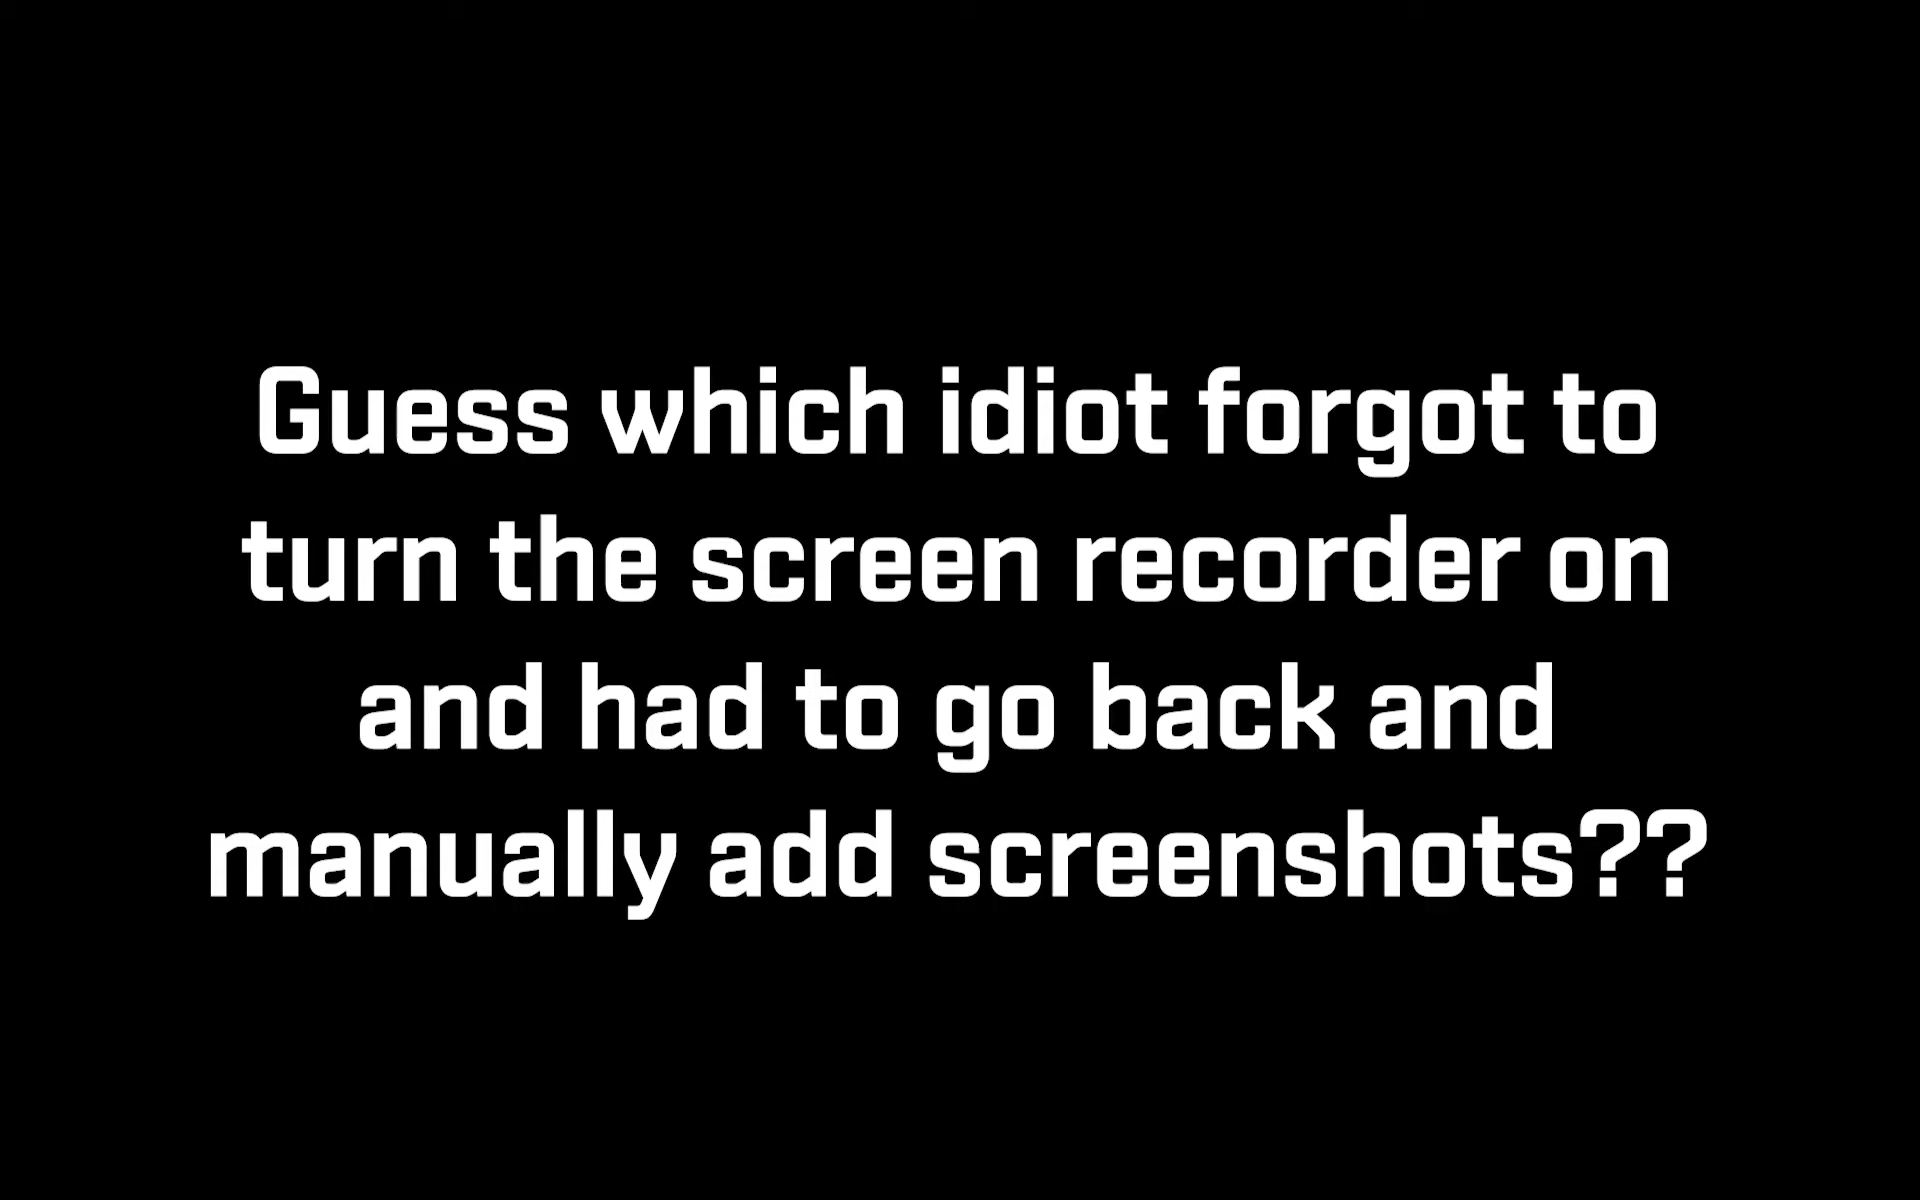 Guess which idiot forgot to
turn the screen recorder on
and had to go back and
manually add screenshots??